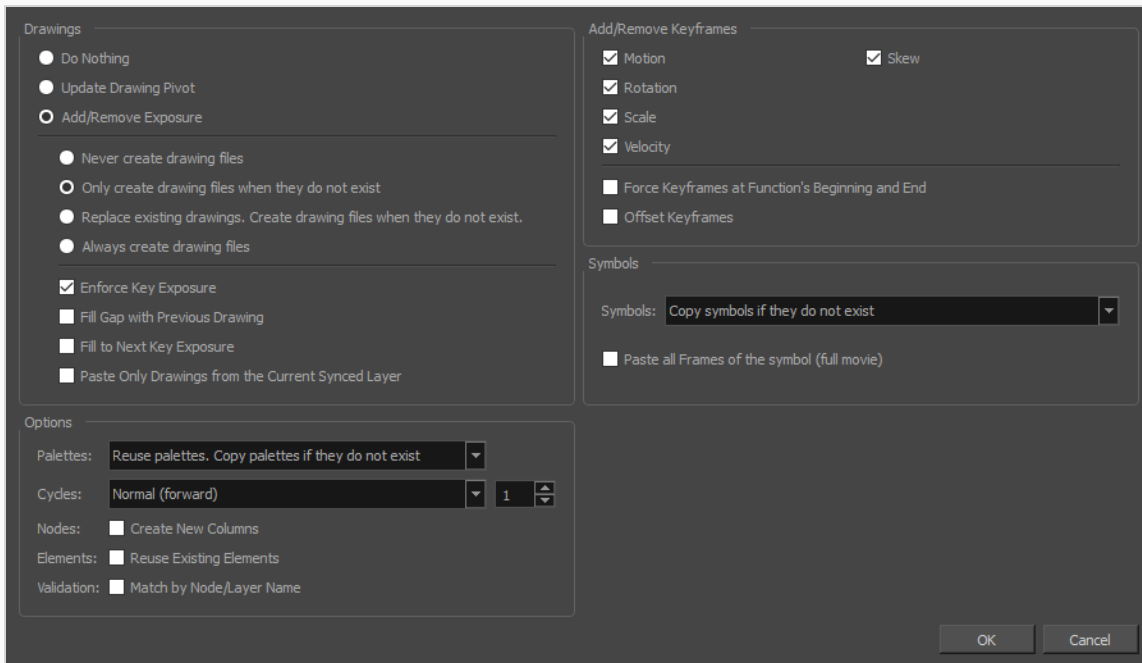 Drawings
Do Nothing
Update Drawing Pivot
Add/Remove Exposure
Never create drawing files
Only create drawing files when they do not exist
Replace existing drawings. Create drawing files when they do not exist.
Always create drawing files
Enforce Key Exposure
Fill Gap with Previous Drawing
Fill to Next Key Exposure
Paste Only Drawings from the Current Synced Layer
Add/Remove Keyframes
Motion Skew
Rotation
Scale
Velocity
Force Keyframes at Function's Beginning and End
Offset Keyframes
Symbols
Symbols: Copy symbols if they do not exist
Paste all Frames of the symbol (full movie)
Options
Palettes: Reuse palettes. Copy palettes if they do not exist
Cycles: Normal (forward) 1
Nodes: Create New Columns
Elements: Reuse Existing Elements
Validation: Match by Node/Layer Name
OK Cancel